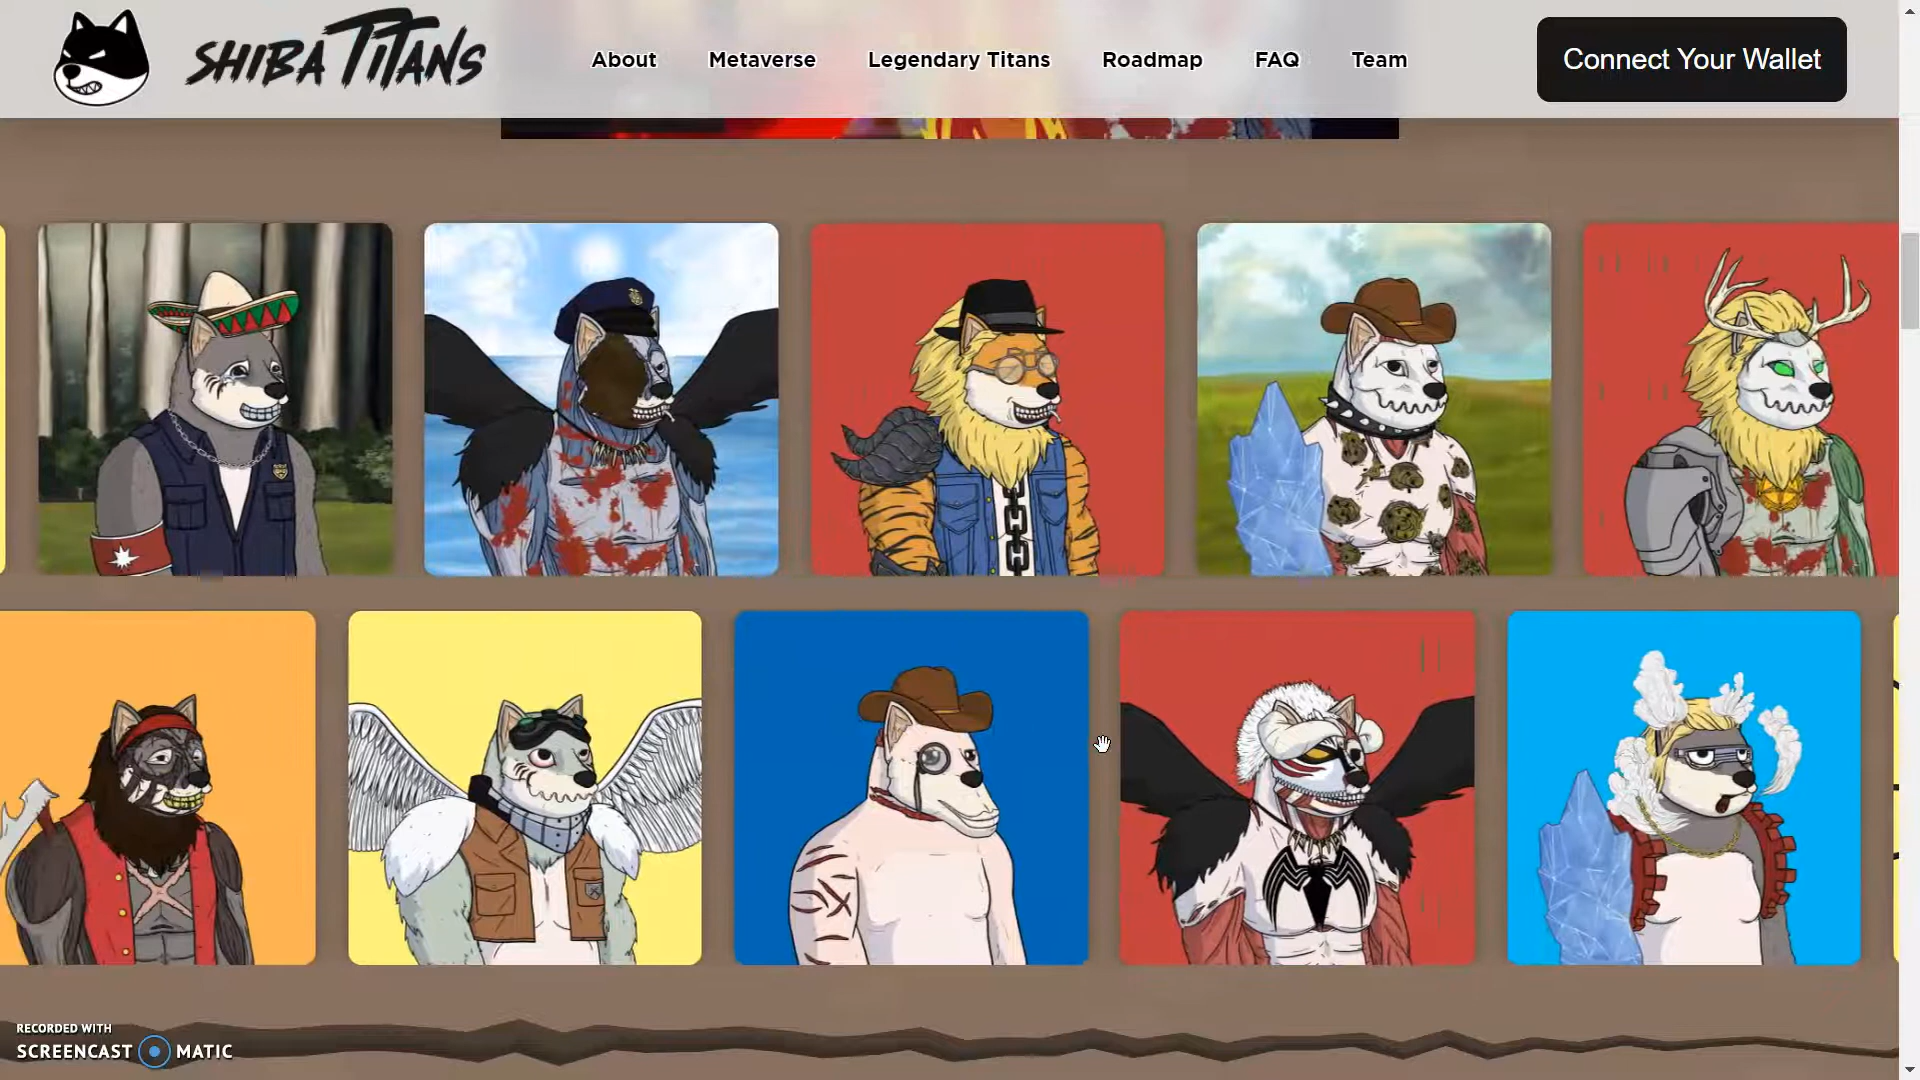 SHIBA TITANS
About Metaverse Legendary Titans Roadmap FAQ Team
Connect Your Wallet
RECORDED WITH
SCREENCAST MATIC